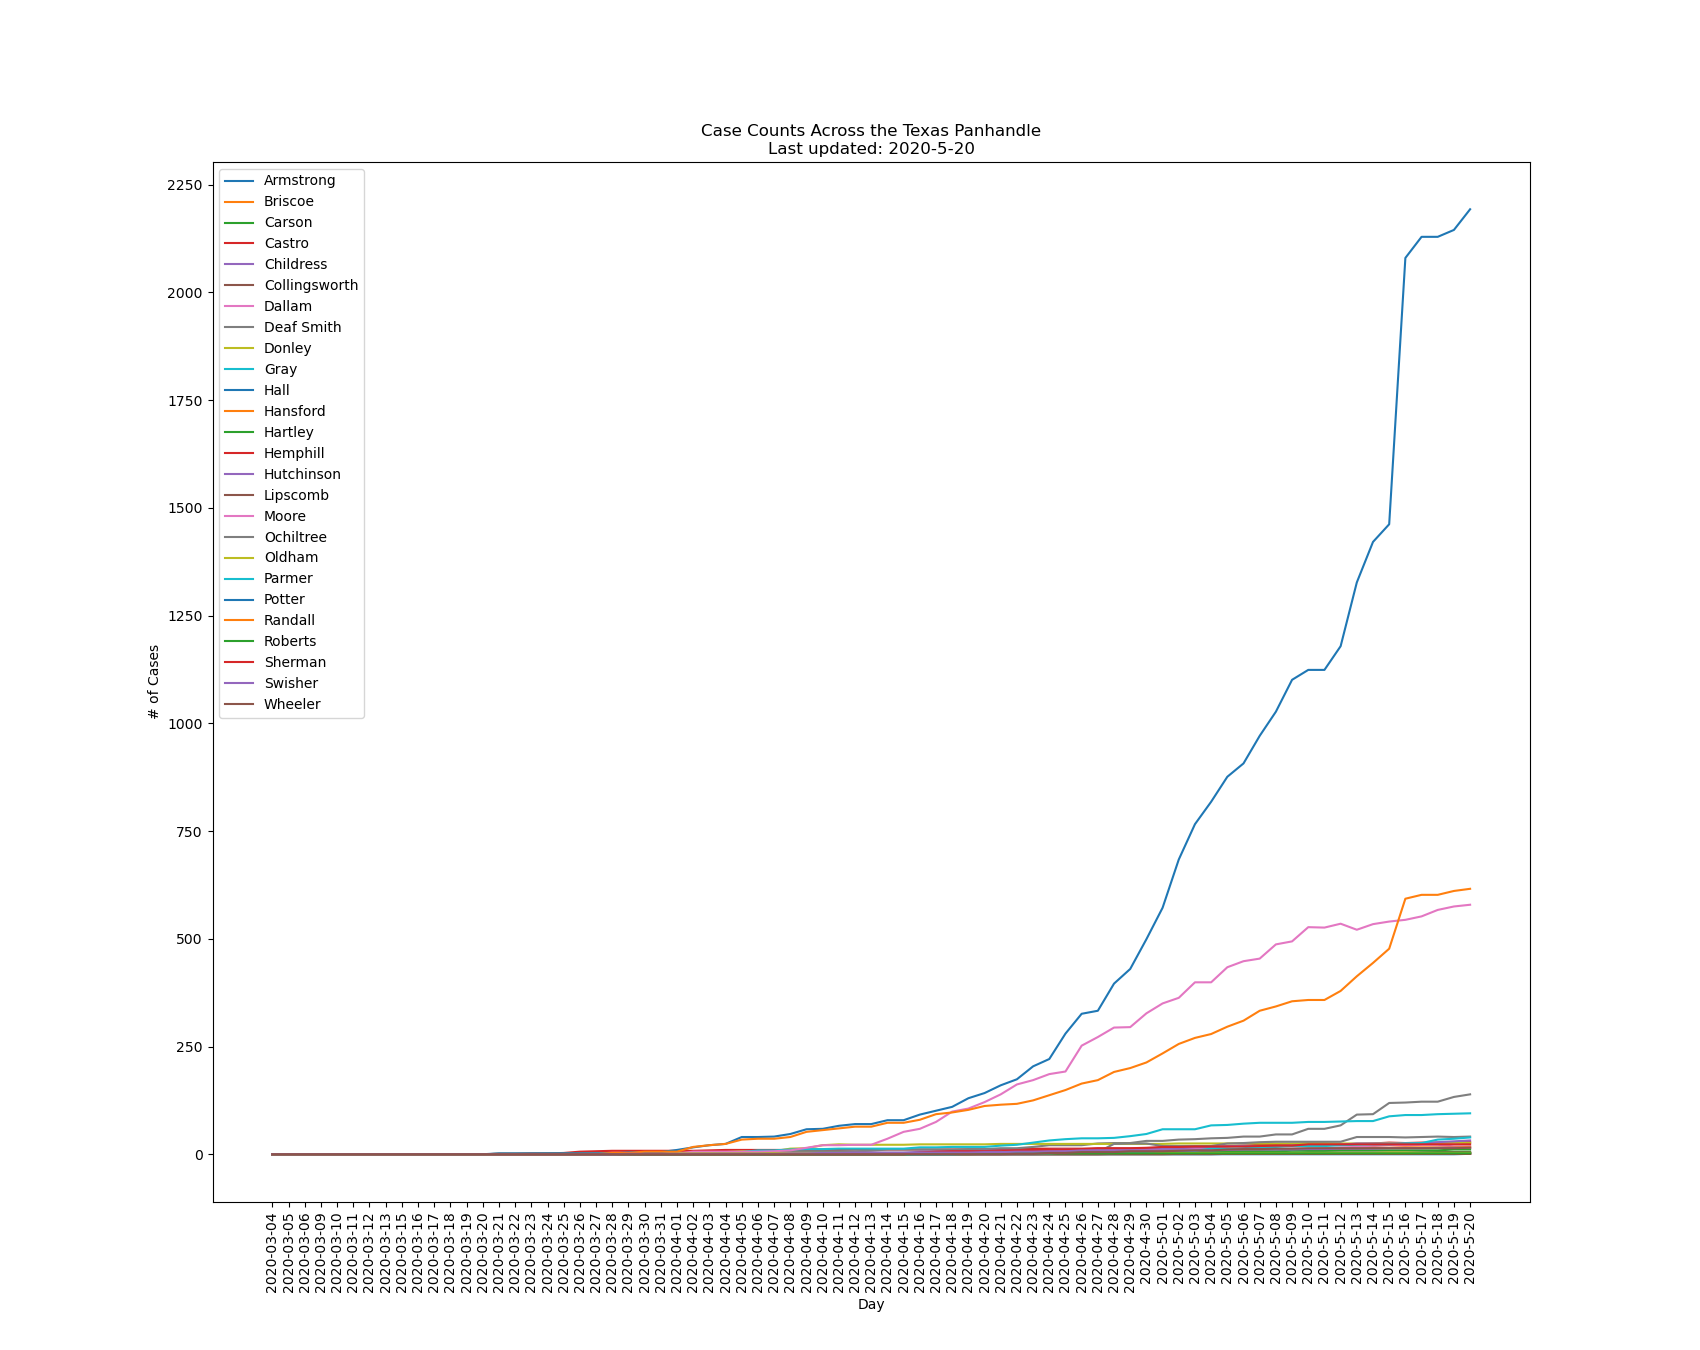 Case Counts Across the Texas Panhandle
Last updated: 2020-5-20
2250
2000
1750
1500
1250
1000
750
500
250
0
# of Cases
Armstrong
Briscoe
Carson
Castro
Childress
Collingsworth
Dallam
Deaf Smith
Donley
Gray
Hall
Hansford
Hartley
Hemphill
Hutchinson
Lipscomb
Moore
Ochiltree
Oldham
Parmer
Potter
Randall
Roberts
Sherman
Swisher
Wheeler
2020-03-04
2020-03-05
2020-03-06
2020-03-09
2020-03-10
2020-03-11
2020-03-12
2020-03-13
2020-03-15
2020-03-16
2020-03-17
2020-03-18
2020-03-19
2020-03-20
2020-03-21
2020-03-22
2020-03-23
2020-03-24
2020-03-25
2020-03-26
2020-03-27
2020-03-28
2020-03-29
2020-03-30
2020-03-31
2020-04-01
2020-04-02
2020-04-03
2020-04-04
2020-04-05
2020-04-06
2020-04-07
2020-04-08
2020-04-09
2020-04-10
2020-04-11
2020-04-12
2020-04-13
2020-04-14
2020-04-15
2020-04-16
2020-04-17
2020-04-18
2020-04-19
2020-04-20
2020-04-21
2020-04-22
2020-04-23
2020-04-24
2020-04-25
2020-04-26
2020-04-27
2020-04-28
2020-04-29
2020-04-30
2020-5-01
2020-5-02
2020-5-03
2020-5-04
2020-5-05
2020-5-06
2020-5-07
2020-5-08
2020-5-09
2020-5-10
2020-5-11
2020-5-12
2020-5-13
2020-5-14
2020-5-15
2020-5-16
2020-5-17
2020-5-18
2020-5-19
2020-5-20
Day